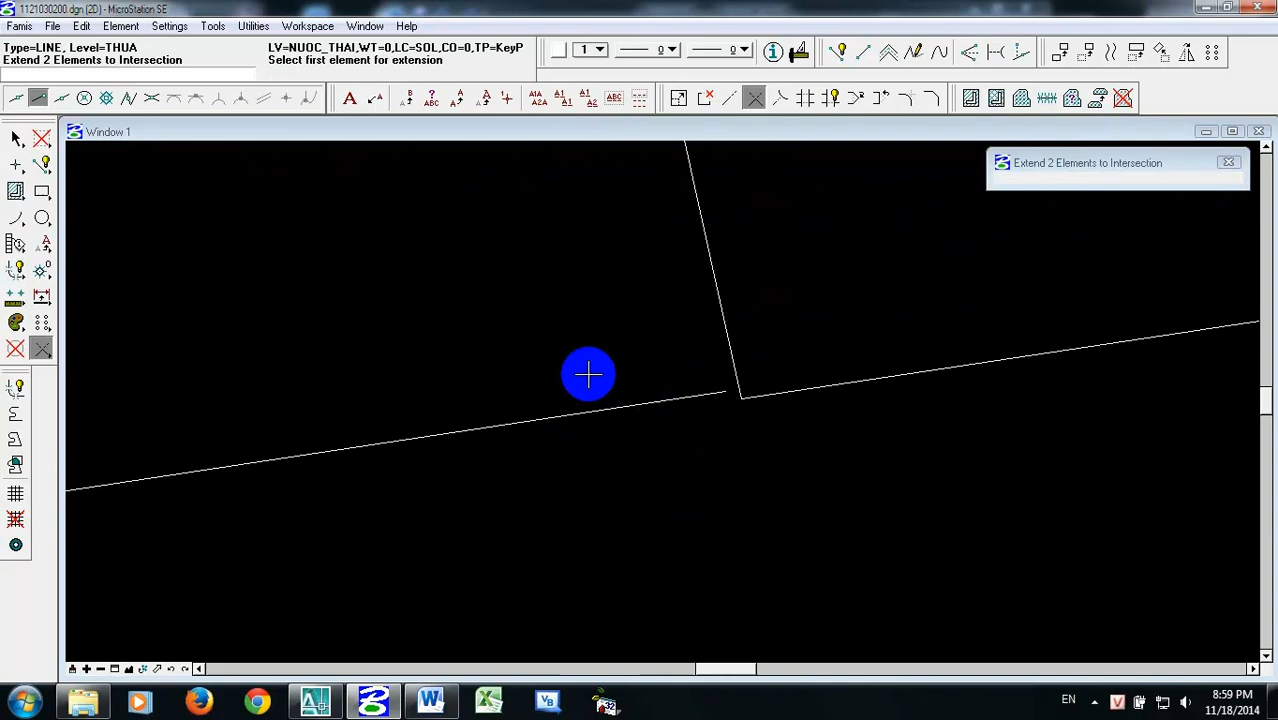 1121030200.dgn (2D) - MicroStation SE
Famis File Edit Element Settings Tools Utilities Workspace Window Help
Type=LINE, Level=THUA
LV=NUOC_THAI,WT=0,LC=SOL,CO=0,TP=KeyP
Extend 2 Elements to Intersection
Select first element for extension
1
0
0
Window 1
Extend 2 Elements to Intersection
EN
8:59 PM
11/18/2014